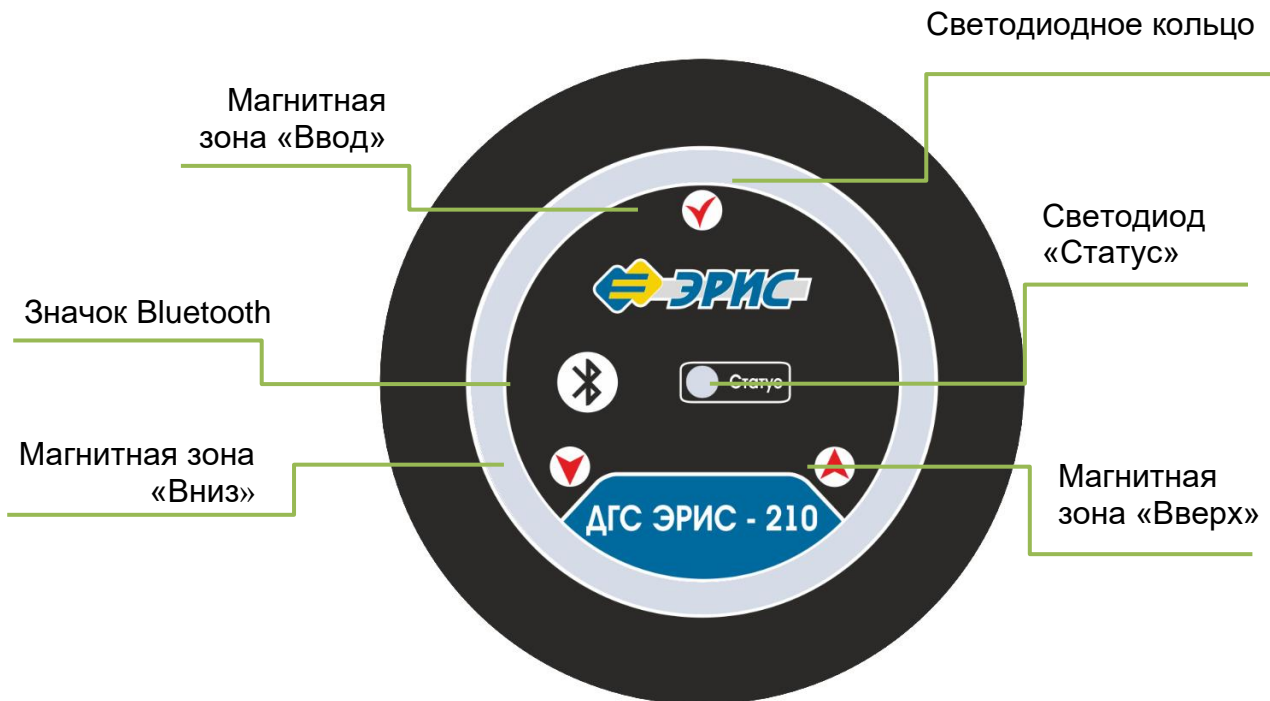 Светодиодное кольцо
Магнитная
зона «Ввод»
Светодиод
«Статус»
ЭРИС
Значок Bluetooth
Статус
Магнитная зона
«Вниз»
Магнитная
зона «Вверх»
ДГС ЭРИС - 210